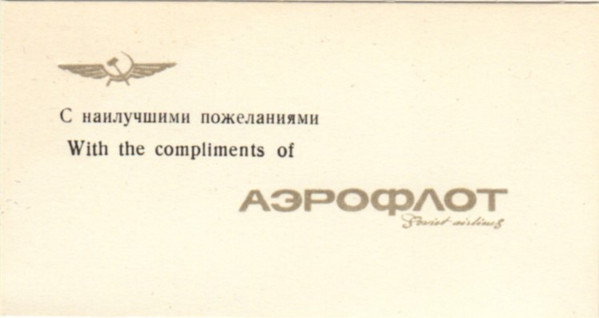 С наилучшими пожеланиями
With the compliments of
АЭРОФЛОТ
Soviet airlines